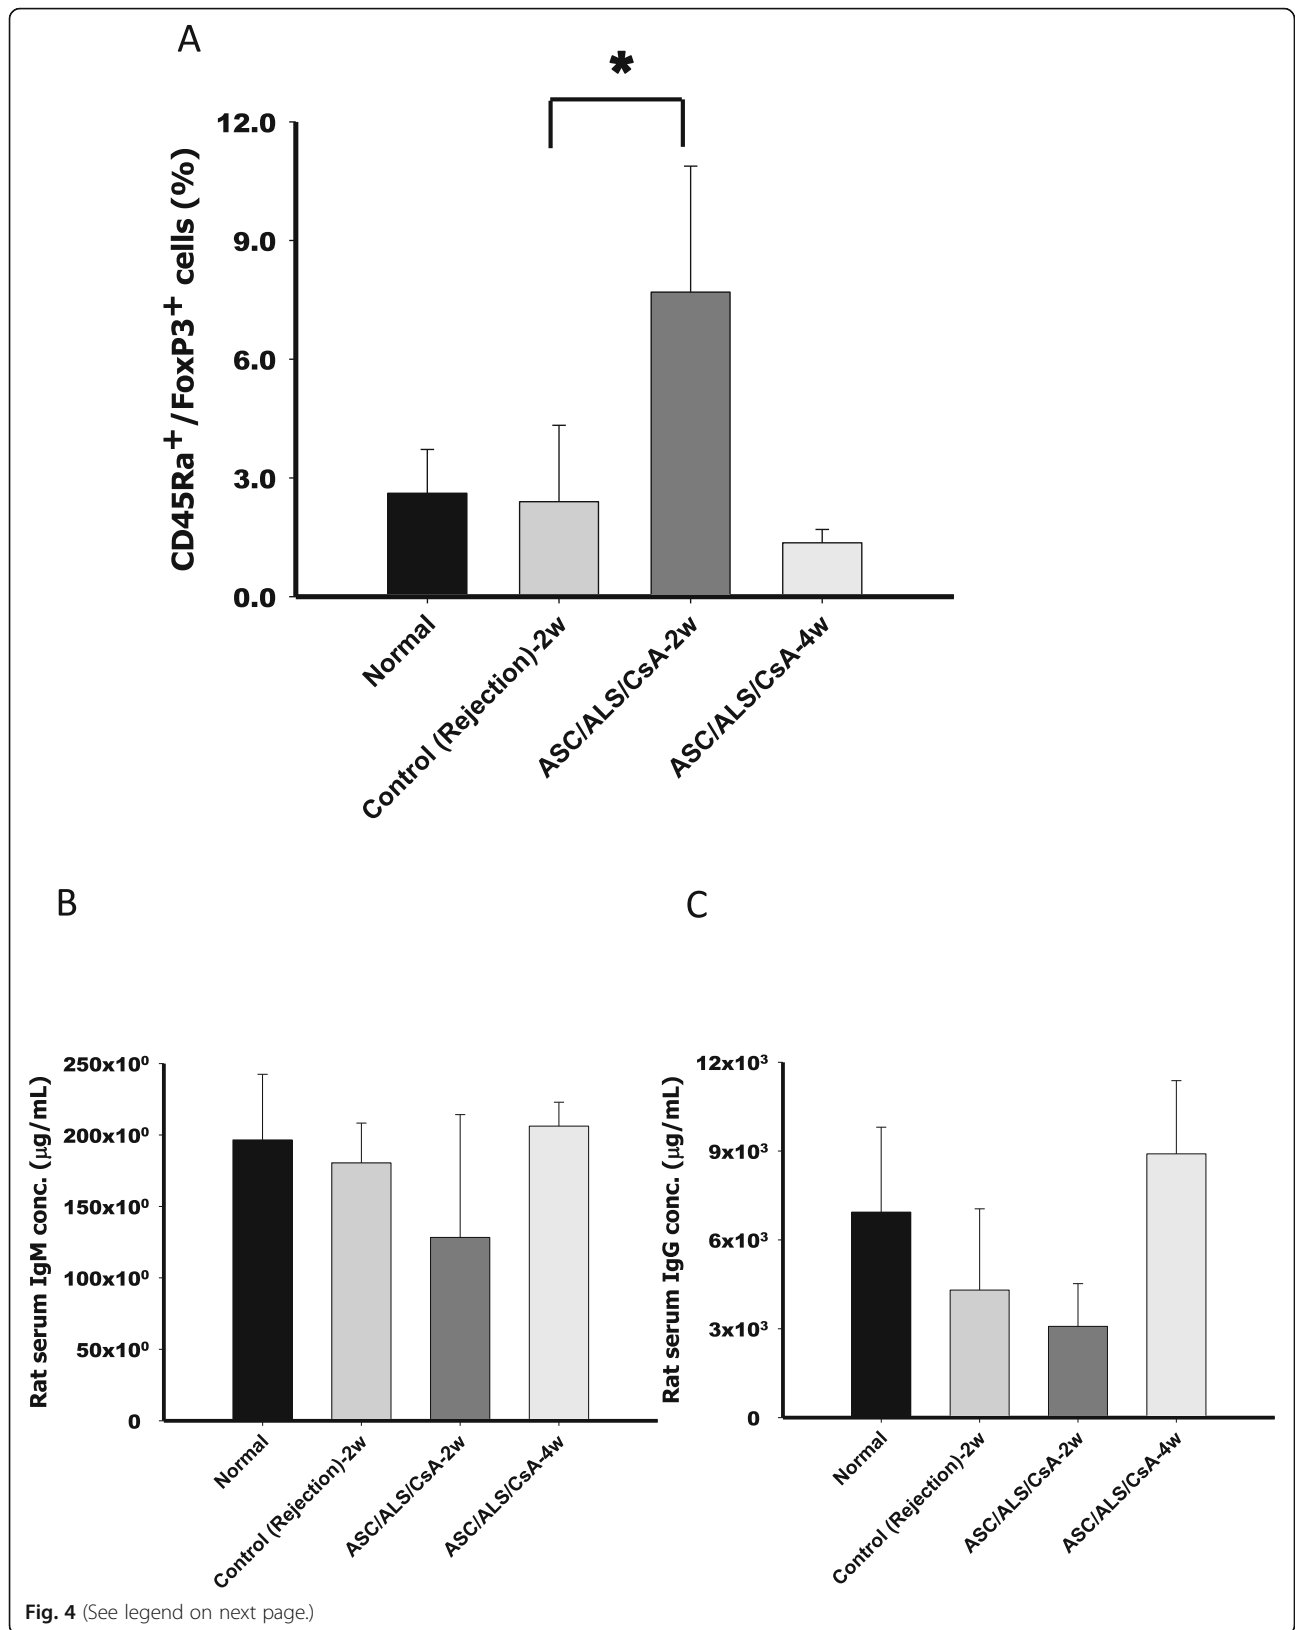 A
*
12.0
9.0
6.0
3.0
0.0
CD45Ra⁺/FoxP3⁺ cells (%)
Normal
Control (Rejection)-2w
ASC/ALS/CsA-2w
ASC/ALS/CsA-4w
B
250x10⁰
200x10⁰
150x10⁰
100x10⁰
50x10⁰
0
Rat serum IgM conc. (µg/mL)
Normal
Control (Rejection)-2w
ASC/ALS/CsA-2w
ASC/ALS/CsA-4w
C
12x10³
9x10³
6x10³
3x10³
0
Rat serum IgG conc. (µg/mL)
Normal
Control (Rejection)-2w
ASC/ALS/CsA-2w
ASC/ALS/CsA-4w
Fig. 4 (See legend on next page.)